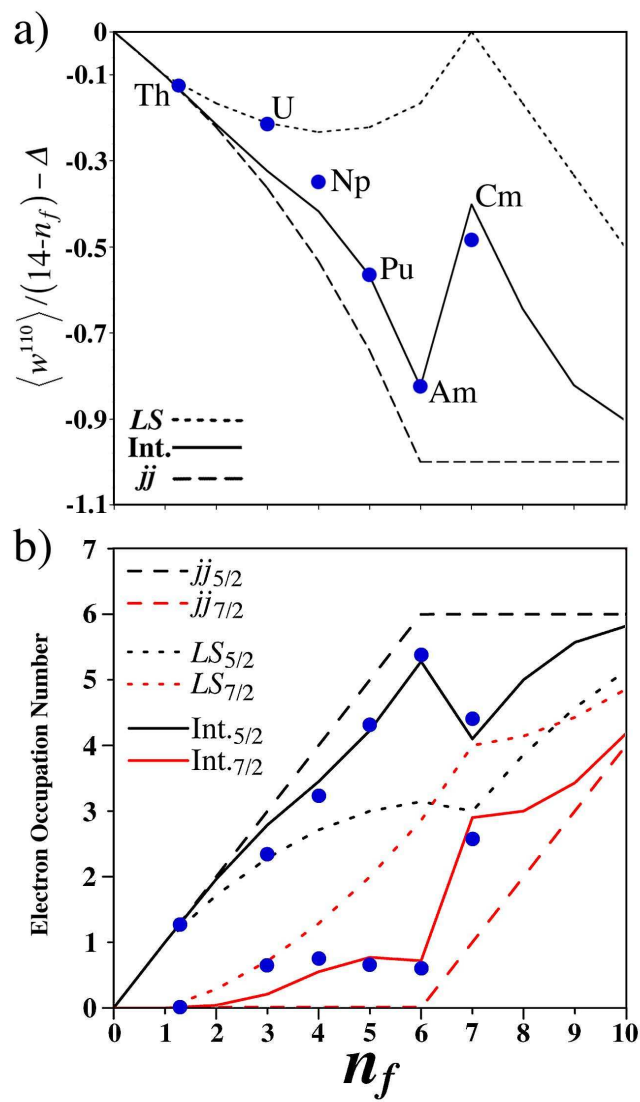 a)
⟨w¹¹⁰⟩/(14-n_f) – Δ
0
-0.1
-0.3
-0.5
-0.7
-0.9
-1.1
Th
U
Np
Pu
Am
Cm
LS
Int.
jj
b)
Electron Occupation Number
7
6
5
4
3
2
1
0
jj₅/₂
jj₇/₂
LS₅/₂
LS₇/₂
Int.₅/₂
Int.₇/₂
0 1 2 3 4 5 6 7 8 9 10
n_f